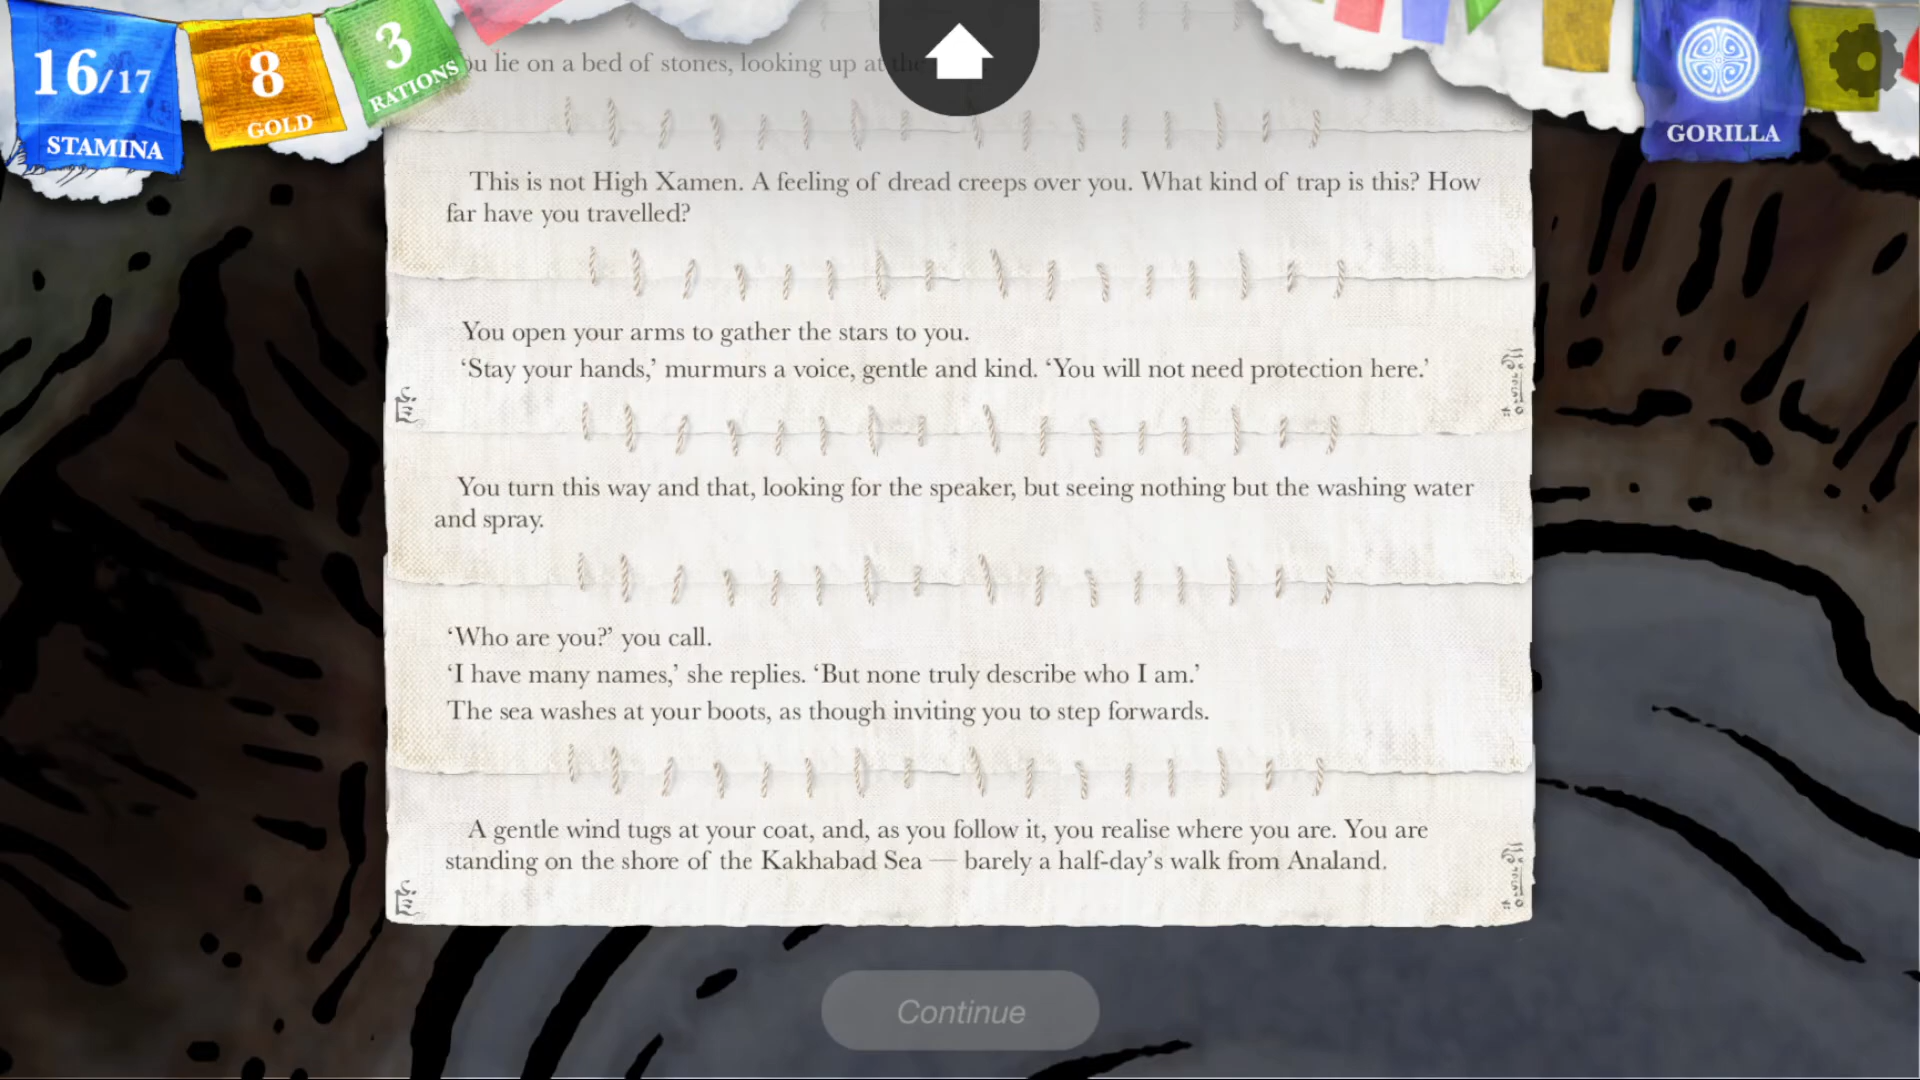 16/17
STAMINA
8
GOLD
3
RATIONS
GORILLA
ou lie on a bed of stones, looking up at the
This is not High Xamen. A feeling of dread creeps over you. What kind of trap is this? How
far have you travelled?
You open your arms to gather the stars to you.
‘Stay your hands,’ murmurs a voice, gentle and kind. ‘You will not need protection here.’
You turn this way and that, looking for the speaker, but seeing nothing but the washing water
and spray.
‘Who are you?’ you call.
‘I have many names,’ she replies. ‘But none truly describe who I am.’
The sea washes at your boots, as though inviting you to step forwards.
A gentle wind tugs at your coat, and, as you follow it, you realise where you are. You are
standing on the shore of the Kakhabad Sea — barely a half-day’s walk from Analand.
Continue